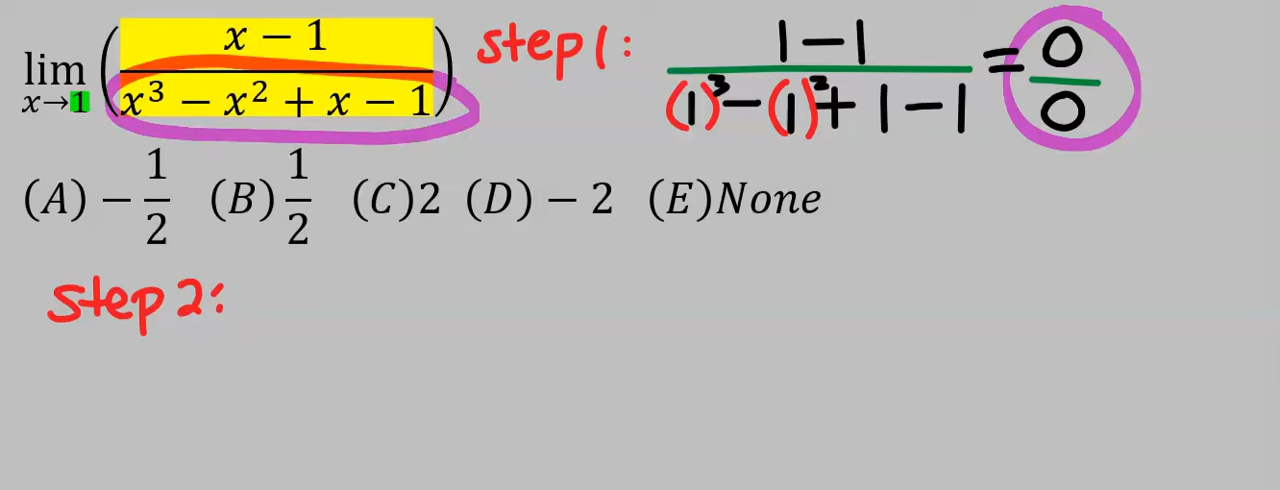 lim x→1 ( x − 1 / x³ − x² + x − 1 ) step 1: 1 − 1 / (1)³ − (1)² + 1 − 1 = 0 / 0
(A) − 1/2 (B) 1/2 (C)2 (D) − 2 (E)None
step 2: